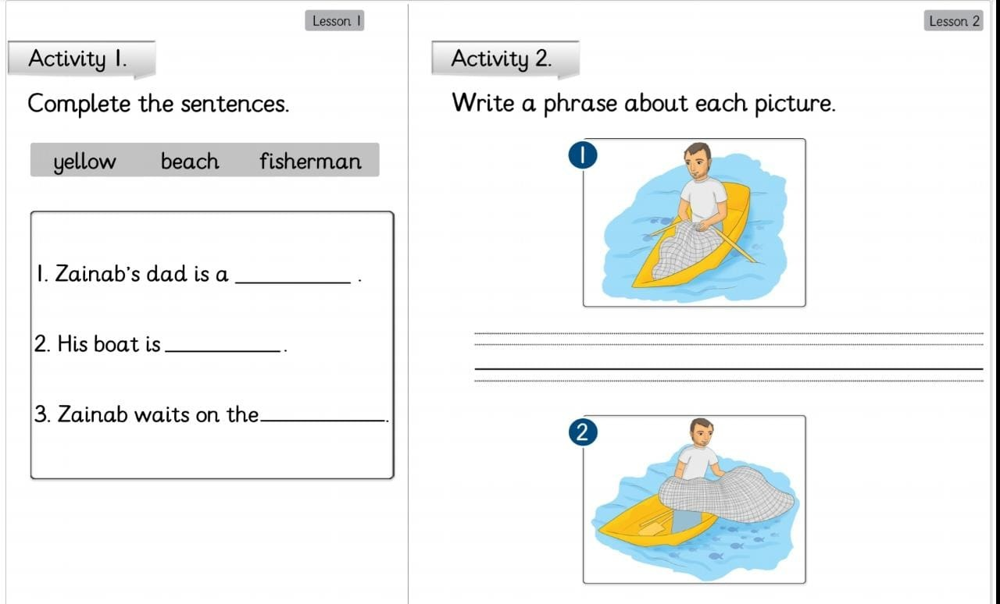 Lesson 1
Activity 1.
Complete the sentences.
yellow beach fisherman
1. Zainab's dad is a __________ .
2. His boat is __________ .
3. Zainab waits on the__________.
Lesson 2
Activity 2.
Write a phrase about each picture.
1
2